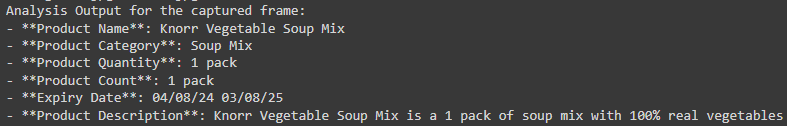 Analysis Output for the captured frame:
- **Product Name**: Knorr Vegetable Soup Mix
- **Product Category**: Soup Mix
- **Product Quantity**: 1 pack
- **Product Count**: 1 pack
- **Expiry Date**: 04/08/24 03/08/25
- **Product Description**: Knorr Vegetable Soup Mix is a 1 pack of soup mix with 100% real vegetables